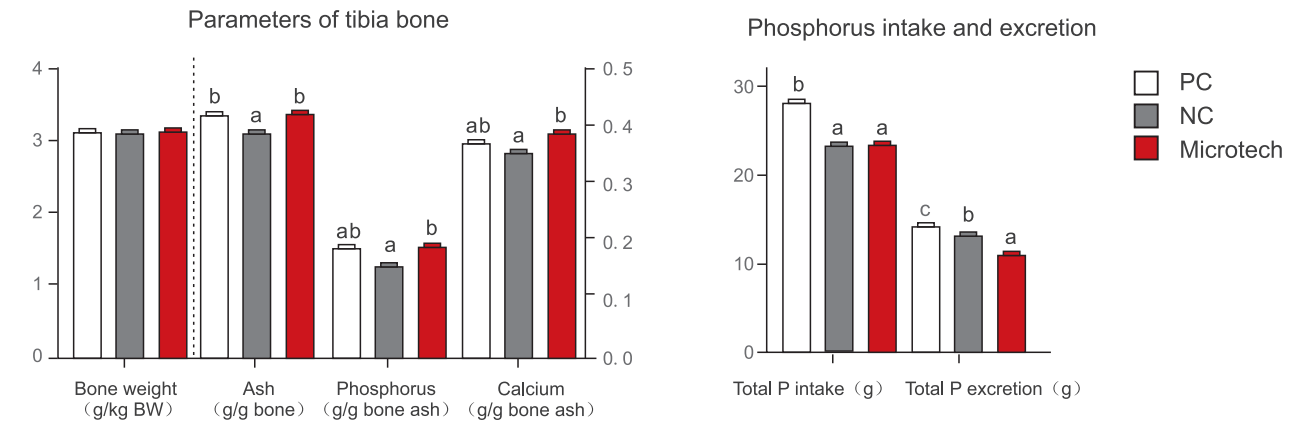 Parameters of tibia bone
4
3
2
1
0
0. 5
0. 4
0. 3
0. 2
0. 1
0. 0
b
a
b
ab
a
b
ab
a
b
Bone weight
（g/kg BW）
Ash
（g/g bone）
Phosphorus
（g/g bone ash）
Calcium
（g/g bone ash）
Phosphorus intake and excretion
30
20
10
0
b
a
a
c
b
a
Total P intake（g）
Total P excretion（g）
PC
NC
Microtech